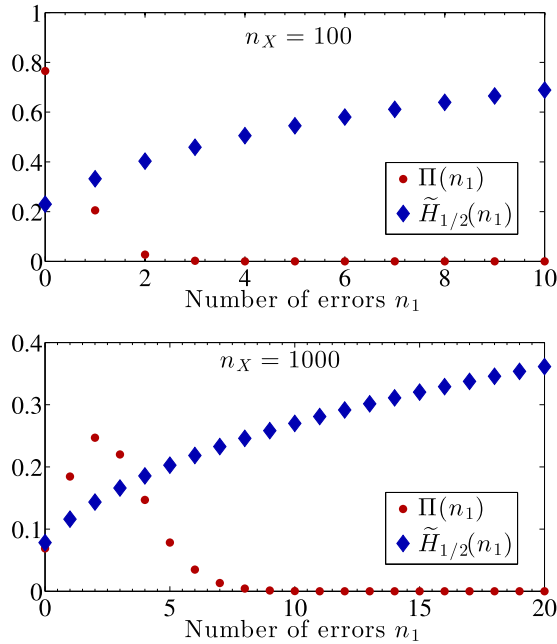 n_X = 100
1
0.8
0.6
0.4
0.2
0
Π(n_1)
H̃_{1/2}(n_1)
0 2 4 6 8 10
Number of errors n_1
n_X = 1000
0.4
0.3
0.2
0.1
0
Π(n_1)
H̃_{1/2}(n_1)
0 5 10 15 20
Number of errors n_1